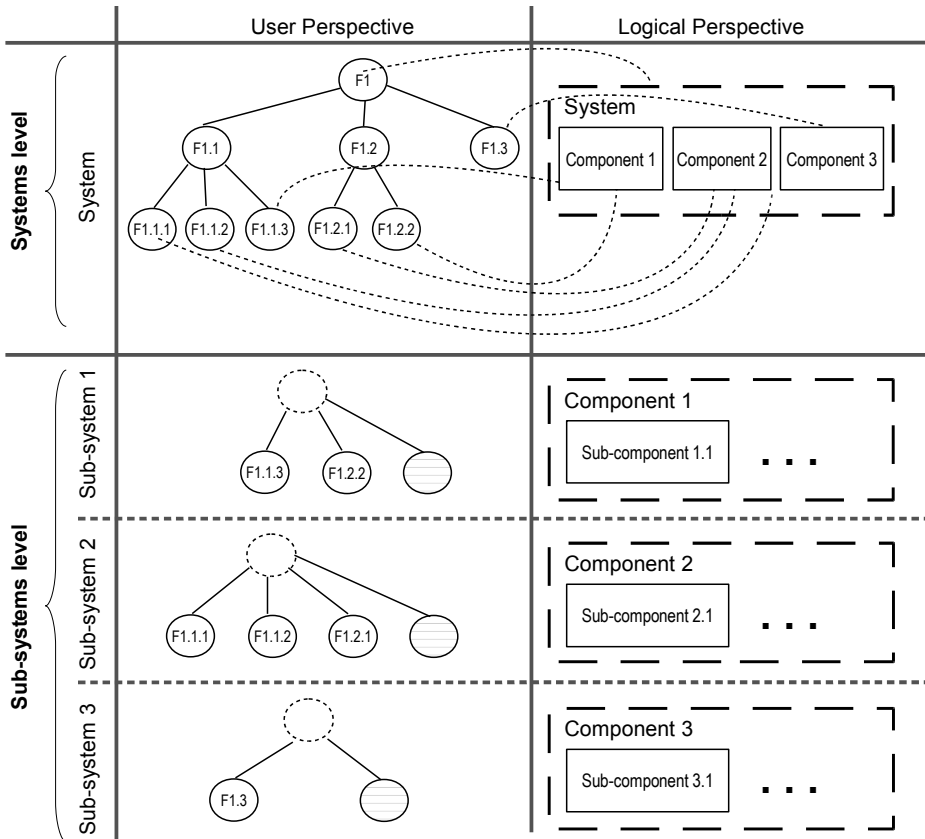 User Perspective
Logical Perspective
Systems level
System
F1
F1.1
F1.2
F1.3
F1.1.1
F1.1.2
F1.1.3
F1.2.1
F1.2.2
System
Component 1
Component 2
Component 3
Sub-systems level
Sub-system 1
F1.1.3
F1.2.2
Component 1
Sub-component 1.1
. . .
Sub-system 2
F1.1.1
F1.1.2
F1.2.1
Component 2
Sub-component 2.1
. . .
Sub-system 3
F1.3
Component 3
Sub-component 3.1
. . .